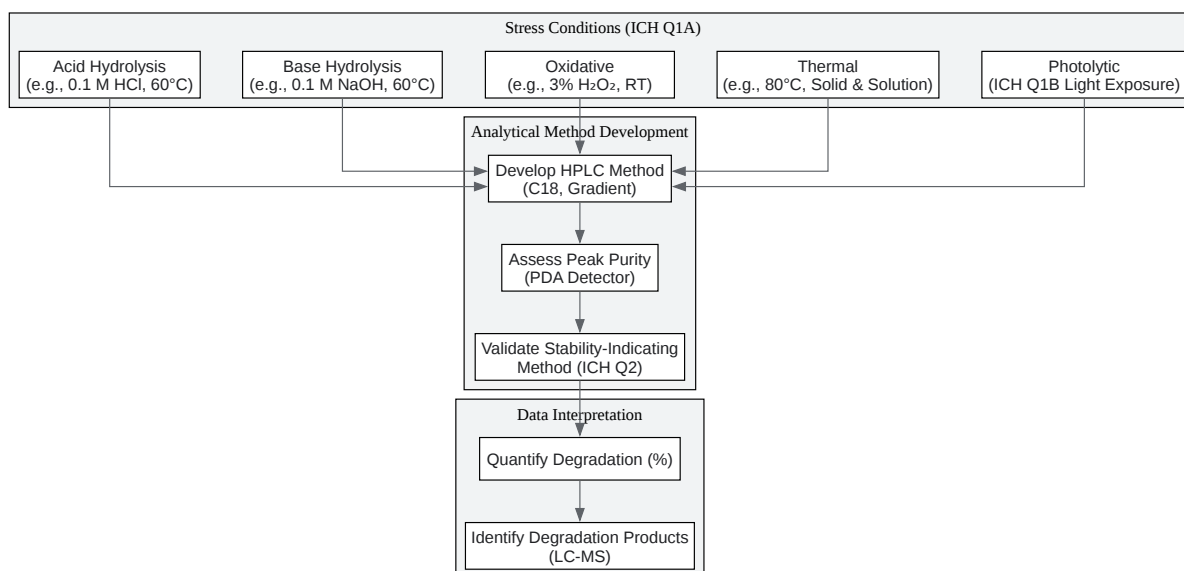 Stress Conditions (ICH Q1A)
Acid Hydrolysis
(e.g., 0.1 M HCl, 60°C)
Base Hydrolysis
(e.g., 0.1 M NaOH, 60°C)
Oxidative
(e.g., 3% H₂O₂, RT)
Thermal
(e.g., 80°C, Solid & Solution)
Photolytic
(ICH Q1B Light Exposure)
Analytical Method Development
Develop HPLC Method
(C18, Gradient)
Assess Peak Purity
(PDA Detector)
Validate Stability-Indicating
Method (ICH Q2)
Data Interpretation
Quantify Degradation (%)
Identify Degradation Products
(LC-MS)